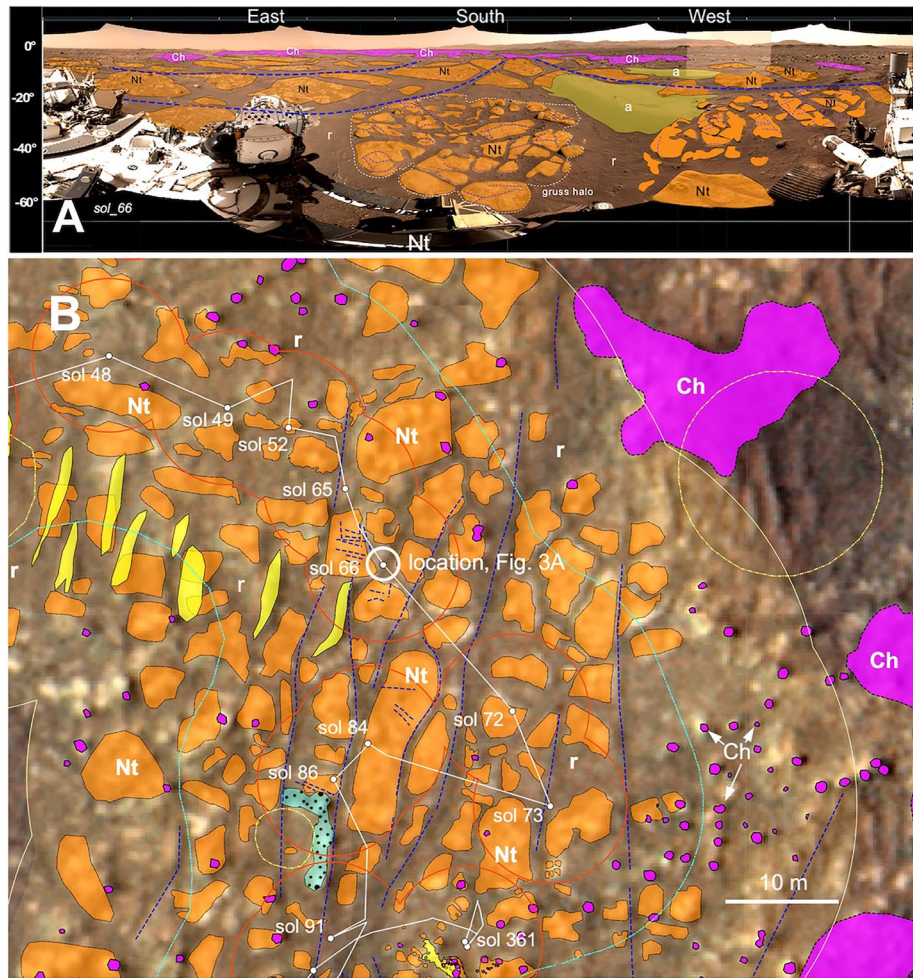 East South West
0°
-20°
-40°
-60°
Ch Ch Ch Ch
Nt Nt Nt Nt Nt Nt
a
a
r
Nt
r
gruss halo
Nt
A
sol_66
Nt
B
r
sol 48
Nt
sol 49
Ch
Nt
sol 52
r
sol 65
sol 66
location, Fig. 3A
r
r
Nt
Ch
sol 72
sol 84
Ch
Nt
r
sol 86
sol 73
Nt
10 m
sol 91
sol 361